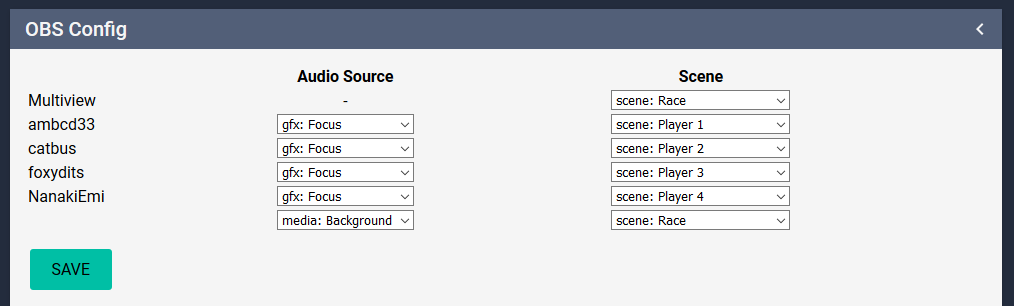 OBS Config
Audio Source Scene
Multiview - scene: Race
ambcd33 gfx: Focus scene: Player 1
catbus gfx: Focus scene: Player 2
foxydits gfx: Focus scene: Player 3
NanakiEmi gfx: Focus scene: Player 4
media: Background scene: Race
SAVE